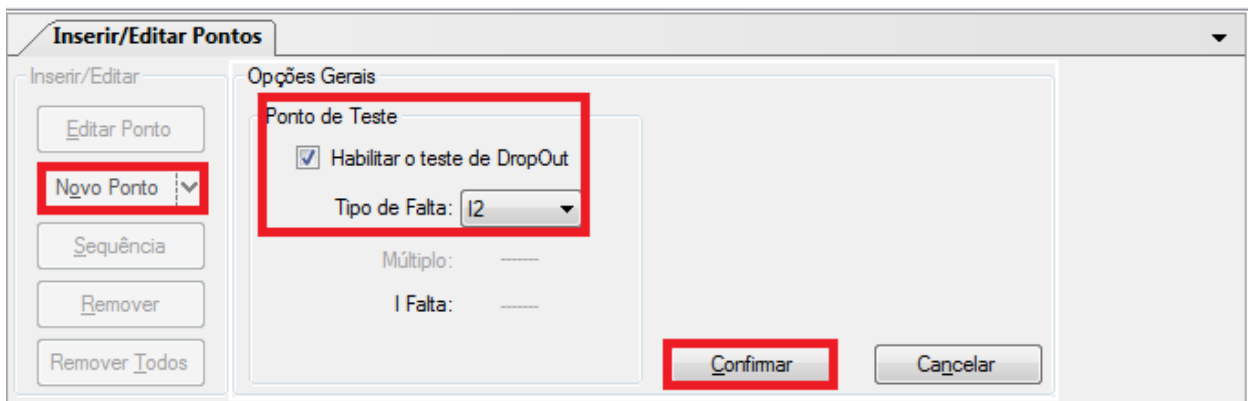 Inserir/Editar Pontos
Inserir/Editar
Editar Ponto
Novo Ponto
Sequência
Remover
Remover Todos
Opções Gerais
Ponto de Teste
Habilitar o teste de DropOut
Tipo de Falta: I2
Múltiplo: -------
I Falta: -------
Confirmar
Cancelar